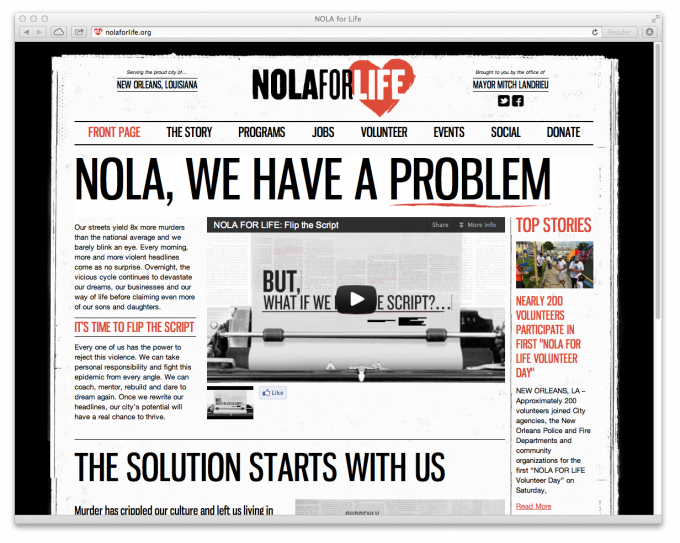 NOLA for Life
nolaforlife.org
Reader
Serving the proud city of...
NEW ORLEANS, LOUISIANA
NOLAFORLIFE
Brought to you by the office of
MAYOR MITCH LANDRIEU
FRONT PAGE THE STORY PROGRAMS JOBS VOLUNTEER EVENTS SOCIAL DONATE
NOLA, WE HAVE A PROBLEM
Our streets yield 8x more murders
than the national average and we
barely blink an eye. Every morning,
more and more violent headlines
come as no surprise. Overnight, the
vicious cycle continues to devastate
our dreams, our businesses and our
way of life before claiming even more
of our sons and daughters.
IT'S TIME TO FLIP THE SCRIPT
Every one of us has the power to
reject this violence. We can take
personal responsibility and fight this
epidemic from every angle. We can
coach, mentor, rebuild and dare to
dream again. Once we rewrite our
headlines, our city's potential will
have a real chance to thrive.
NOLA FOR LIFE: Flip the Script
Share More info
BUT,
WHAT IF WE THE SCRIPT?...
Like
TOP STORIES
NEARLY 200
VOLUNTEERS
PARTICIPATE IN
FIRST "NOLA FOR
LIFE VOLUNTEER
DAY"
NEW ORLEANS, LA –
Approximately 200
volunteers joined City
agencies, the New
Orleans Police and Fire
Departments and
community
organizations for the
first "NOLA FOR LIFE
Volunteer Day" on
Saturday,
Read More
THE SOLUTION STARTS WITH US
Murder has crippled our culture and left us living in
SUDDENLY